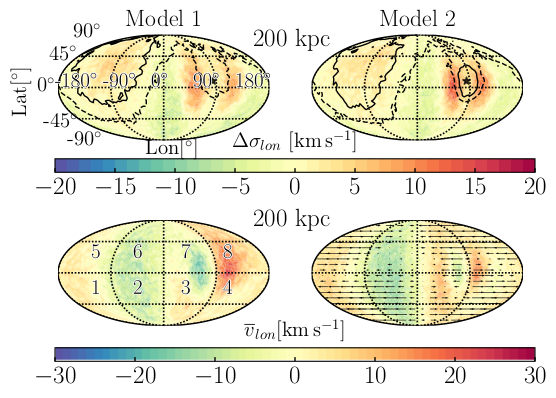 Model 1 Model 2
90°
200 kpc
45°
Lat[°] 0° -180° -90° 0° 90° 180°
-45°
-90°
Lon[°] Δσ_lon [km s⁻¹]
−20 −15 −10 −5 0 5 10 15 20
200 kpc
5 6 7 8
1 2 3 4
v̅_lon[km s⁻¹]
−30 −20 −10 0 10 20 30